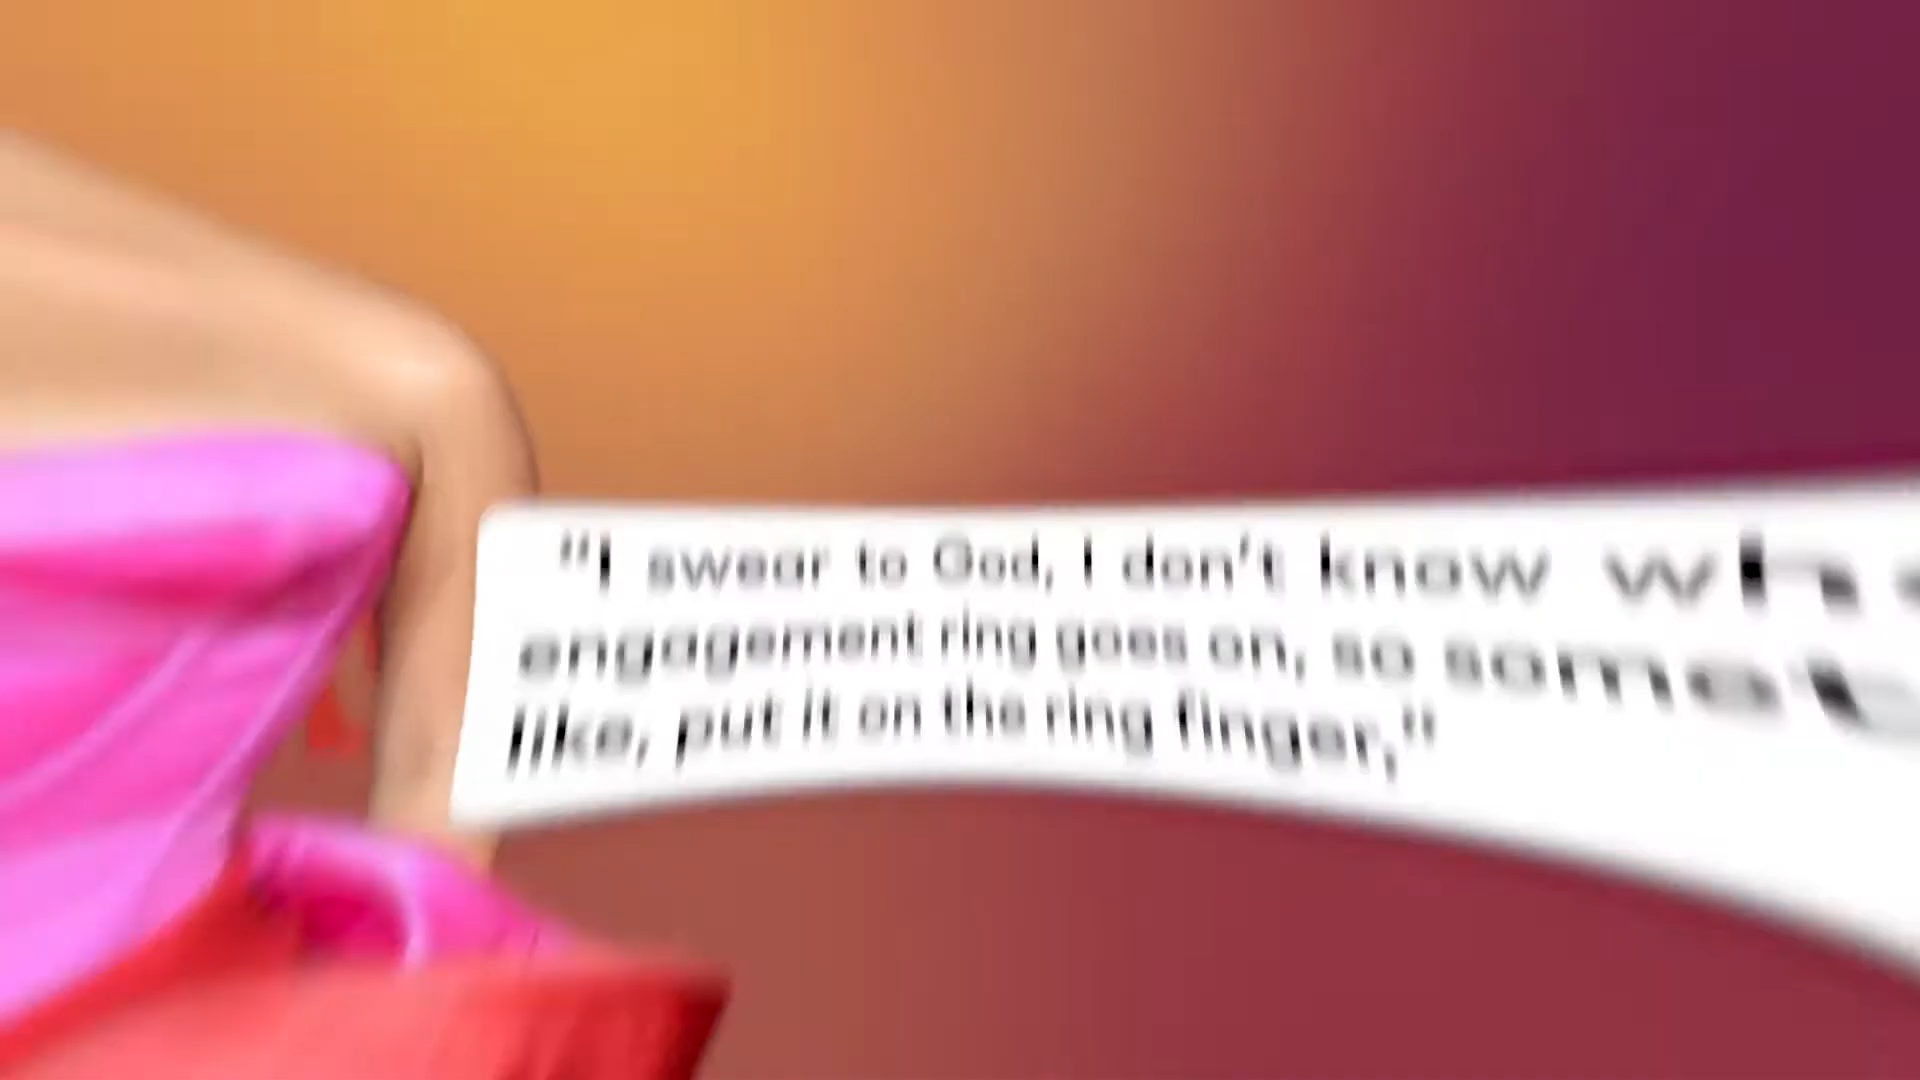 "I swear to God, I don't know
engagement ring goes on, so
like, put it on the ring finger,"